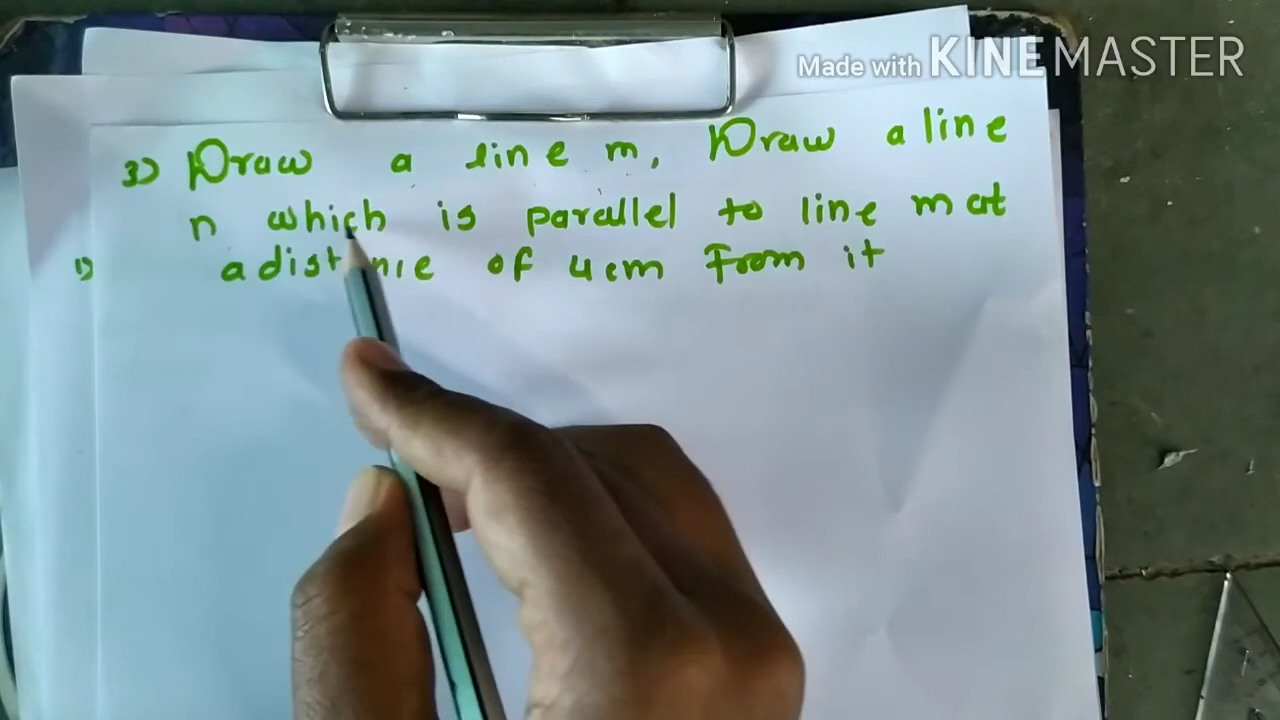 Made with KINEMASTER
3) Draw a line m, Draw a line
n which is parallel to line m at
1) a distance of 4cm From it